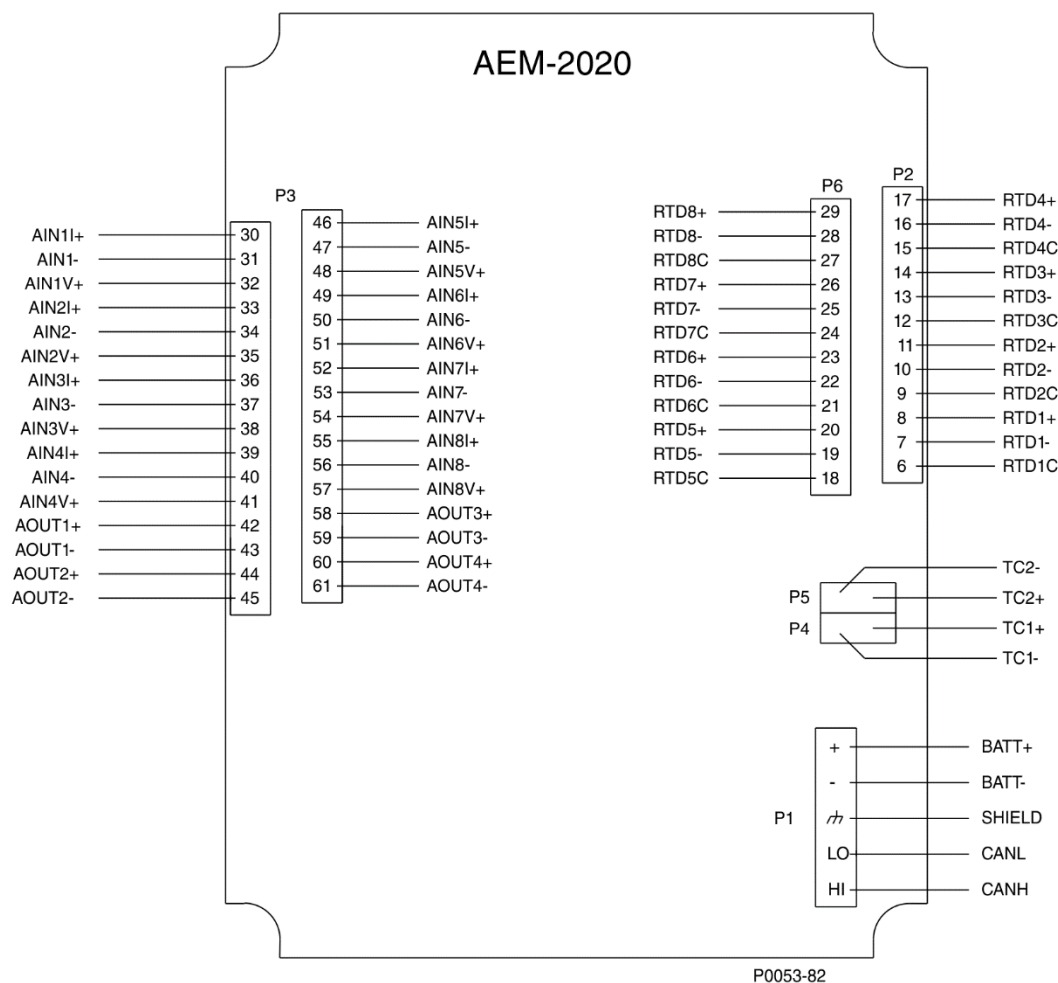 AEM-2020
P3
30 AIN1I+
31 AIN1-
32 AIN1V+
33 AIN2I+
34 AIN2-
35 AIN2V+
36 AIN3I+
37 AIN3-
38 AIN3V+
39 AIN4I+
40 AIN4-
41 AIN4V+
42 AOUT1+
43 AOUT1-
44 AOUT2+
45 AOUT2-
46 AIN5I+
47 AIN5-
48 AIN5V+
49 AIN6I+
50 AIN6-
51 AIN6V+
52 AIN7I+
53 AIN7-
54 AIN7V+
55 AIN8I+
56 AIN8-
57 AIN8V+
58 AOUT3+
59 AOUT3-
60 AOUT4+
61 AOUT4-
P6
RTD8+ 29
RTD8- 28
RTD8C 27
RTD7+ 26
RTD7- 25
RTD7C 24
RTD6+ 23
RTD6- 22
RTD6C 21
RTD5+ 20
RTD5- 19
RTD5C 18
P2
17 RTD4+
16 RTD4-
15 RTD4C
14 RTD3+
13 RTD3-
12 RTD3C
11 RTD2+
10 RTD2-
9 RTD2C
8 RTD1+
7 RTD1-
6 RTD1C
TC2-
P5 TC2+
P4 TC1+
TC1-
+ BATT+
- BATT-
P1 SHIELD
LO CANL
HI CANH
P0053-82